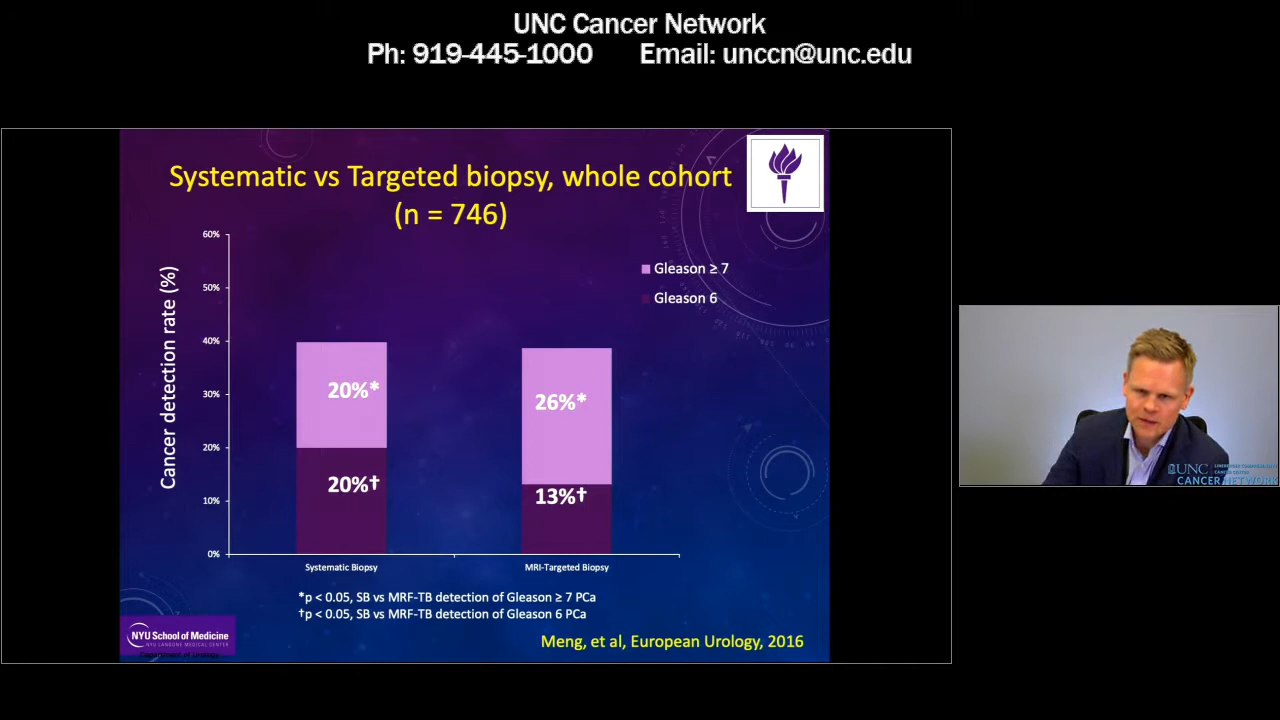 UNC Cancer Network
Ph: 919-445-1000 Email: unccn@unc.edu
Systematic vs Targeted biopsy, whole cohort
(n = 746)
Cancer detection rate (%)
60%
50%
40%
30%
20%
10%
0%
Gleason ≥ 7
Gleason 6
20%*
26%*
20%†
13%†
Systematic Biopsy
MRI-Targeted Biopsy
*p < 0.05, SB vs MRF-TB detection of Gleason ≥ 7 PCa
†p < 0.05, SB vs MRF-TB detection of Gleason 6 PCa
Meng, et al, European Urology, 2016
NYU School of Medicine
NYU LANGONE MEDICAL CENTER
Department of Urology
UNC
CANCER NETWORK